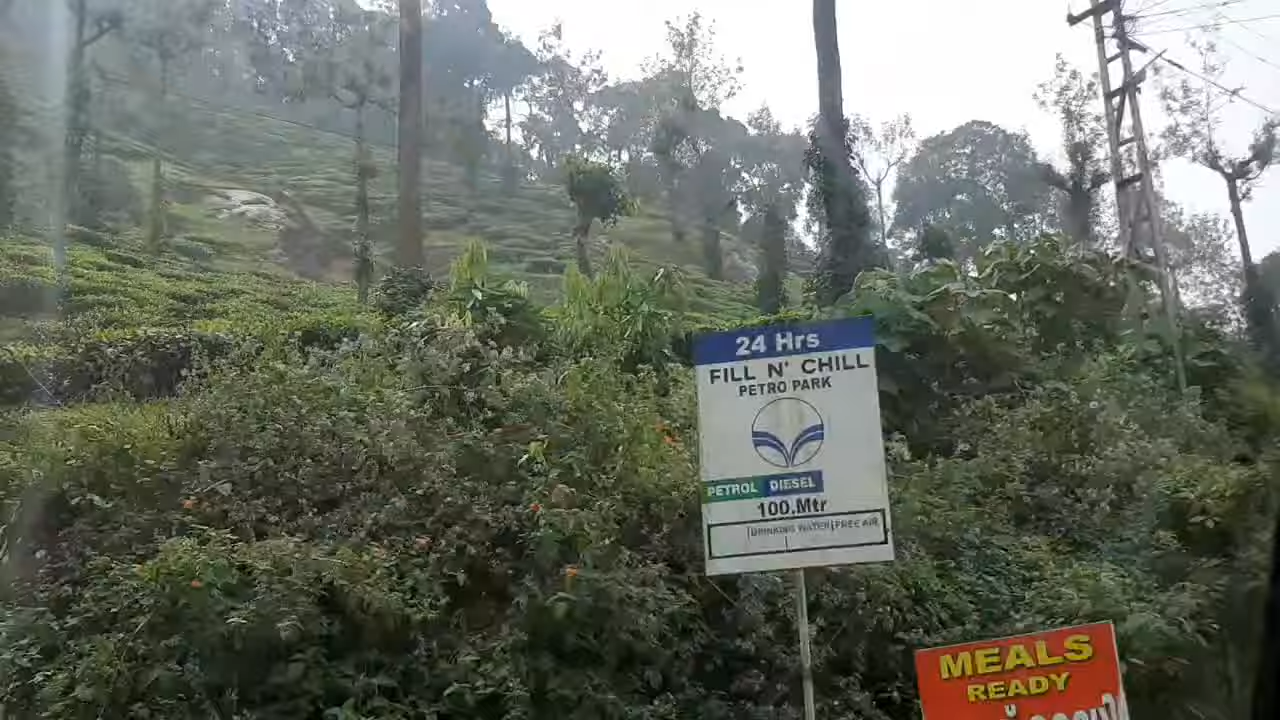 24 Hrs
FILL N' CHILL
PETRO PARK
PETROL DIESEL
100.Mtr
DRINKING WATER FREE AIR
MEALS
READY